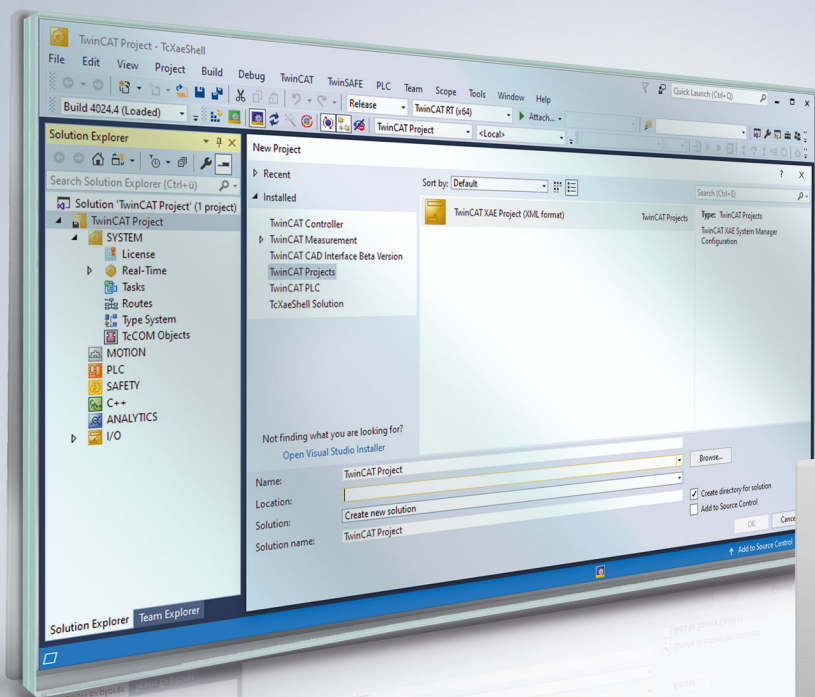 TwinCAT Project - TcXaeShell
Quick Launch (Ctrl+Q)
File Edit View Project Build Debug TwinCAT TwinSAFE PLC Team Scope Tools Window Help
Release TwinCAT RT (x64) Attach...
Build 4024.4 (Loaded) TwinCAT Project <Local>
Solution Explorer
Search Solution Explorer (Ctrl+ü)
Solution 'TwinCAT Project' (1 project)
TwinCAT Project
SYSTEM
License
Real-Time
Tasks
Routes
Type System
TcCOM Objects
MOTION
PLC
SAFETY
C++
ANALYTICS
I/O
Solution Explorer Team Explorer
New Project
? X
Recent
Installed
TwinCAT Controller
TwinCAT Measurement
TwinCAT CAD Interface Beta Version
TwinCAT Projects
TwinCAT PLC
TcXaeShell Solution
Not finding what you are looking for?
Open Visual Studio Installer
Sort by: Default
Search (Ctrl+E)
TwinCAT XAE Project (XML format) TwinCAT Projects
Type: TwinCAT Projects
TwinCAT XAE System Manager
Configuration
Name: TwinCAT Project
Location:
Browse...
Solution: Create new solution
Solution name: TwinCAT Project
Create directory for solution
Add to Source Control
OK Cance
Add to Source Control